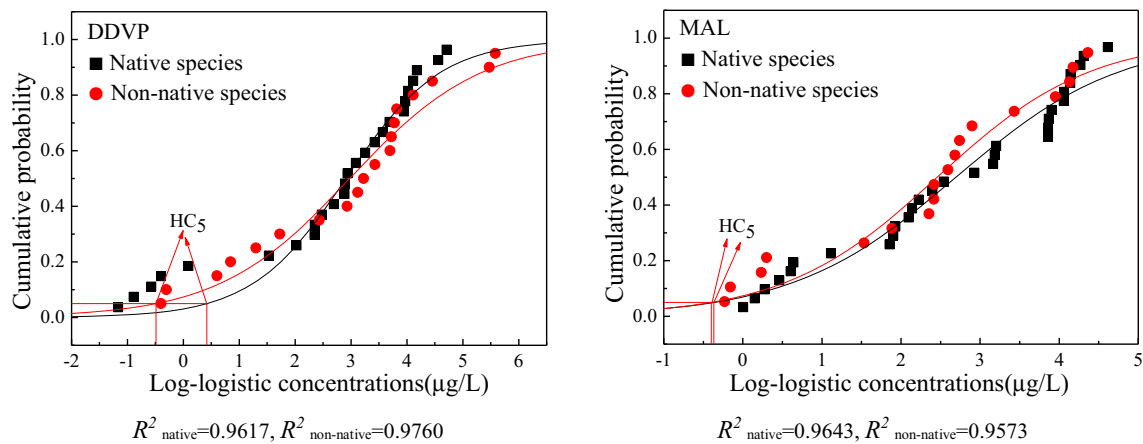 DDVP
Native species
Non-native species
HC5
Cumulative probability
1.0
0.8
0.6
0.4
0.2
0.0
-2 -1 0 1 2 3 4 5 6
Log-logistic concentrations(μg/L)
R² native=0.9617, R² non-native=0.9760
MAL
Native species
Non-native species
HC5
Cumulative probability
1.0
0.8
0.6
0.4
0.2
0.0
-1 0 1 2 3 4 5
Log-logistic concentrations(μg/L)
R² native=0.9643, R² non-native=0.9573